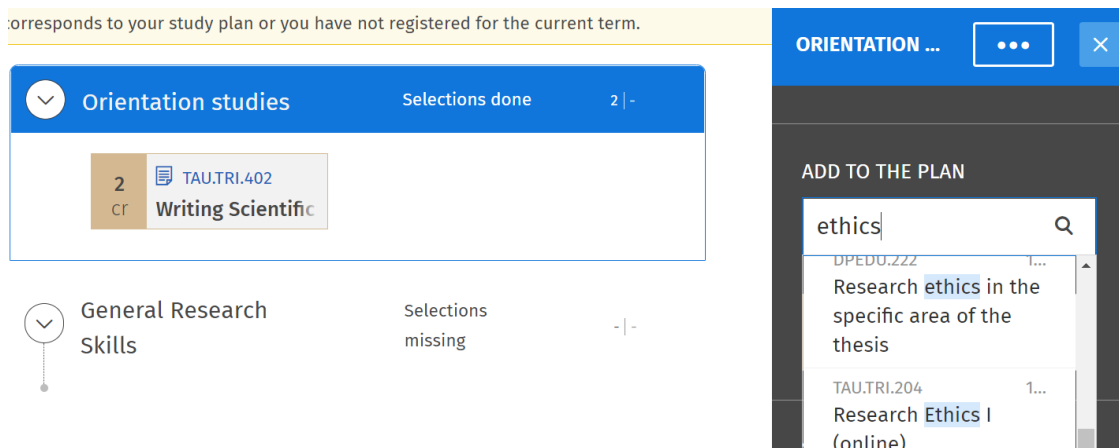 corresponds to your study plan or you have not registered for the current term.
Orientation studies
Selections done
2 | -
2
cr
TAU.TRI.402
Writing Scientific
General Research
Skills
Selections
missing
- | -
ORIENTATION ...
ADD TO THE PLAN
ethics
DPEDU.222 1...
Research ethics in the
specific area of the
thesis
TAU.TRI.204 1...
Research Ethics I
(online)